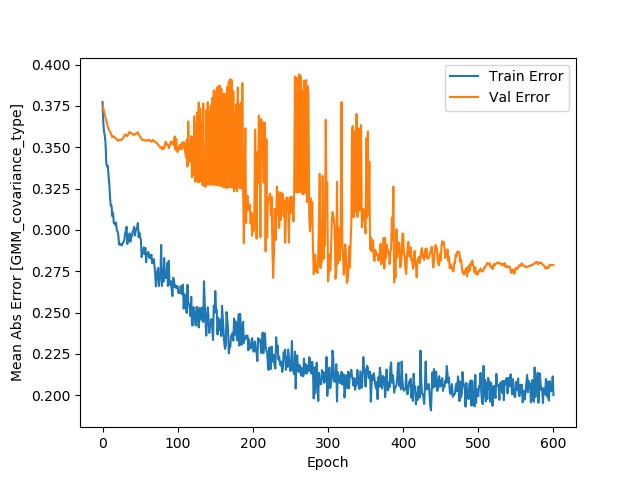 0.400
0.375
0.350
0.325
0.300
0.275
0.250
0.225
0.200
Mean Abs Error [GMM_covariance_type]
Train Error
Val Error
0 100 200 300 400 500 600
Epoch